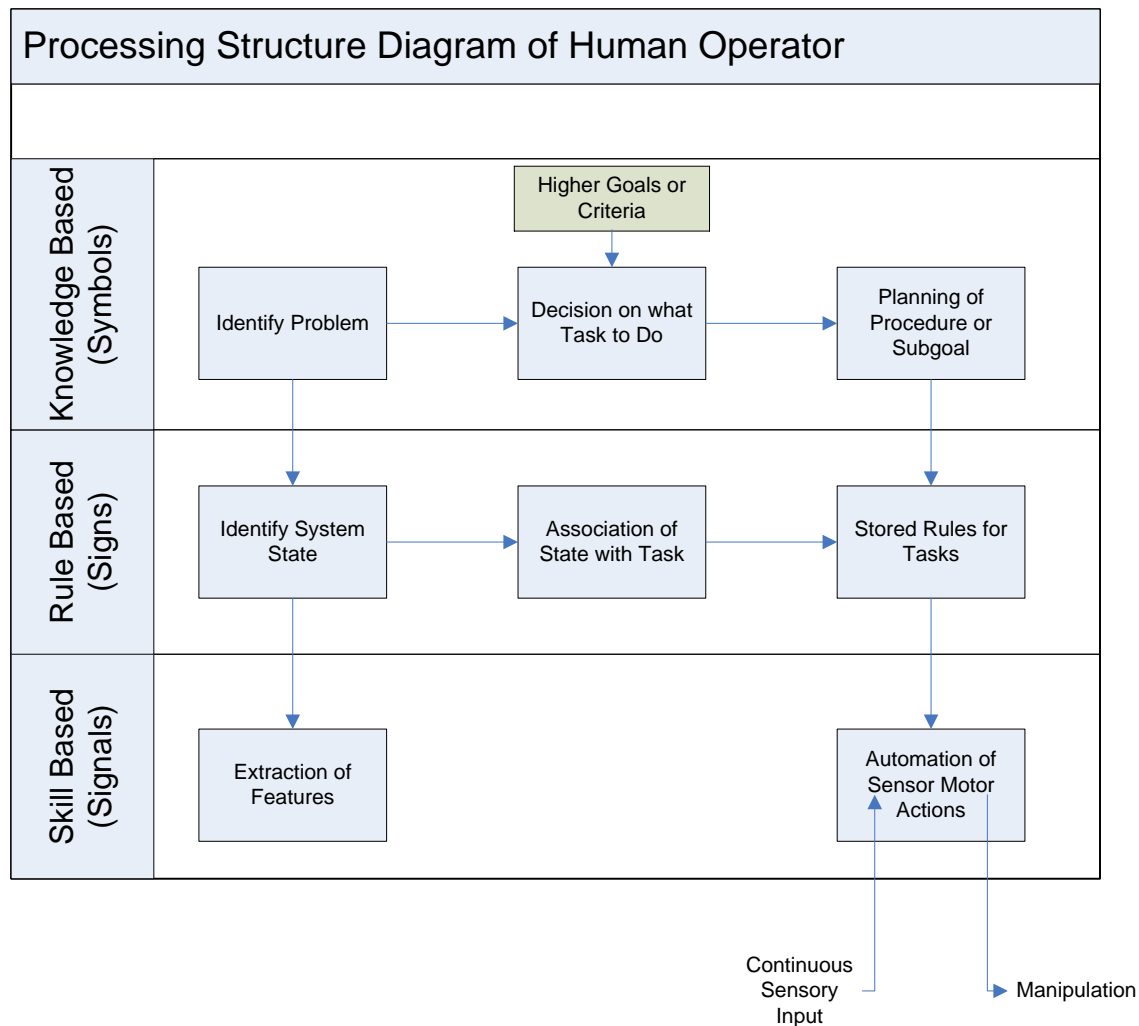 Processing Structure Diagram of Human Operator
Knowledge Based
(Symbols)
Higher Goals or
Criteria
Identify Problem
Decision on what
Task to Do
Planning of
Procedure or
Subgoal
Rule Based
(Signs)
Identify System
State
Association of
State with Task
Stored Rules for
Tasks
Skill Based
(Signals)
Extraction of
Features
Automation of
Sensor Motor
Actions
Continuous
Sensory
Input
Manipulation